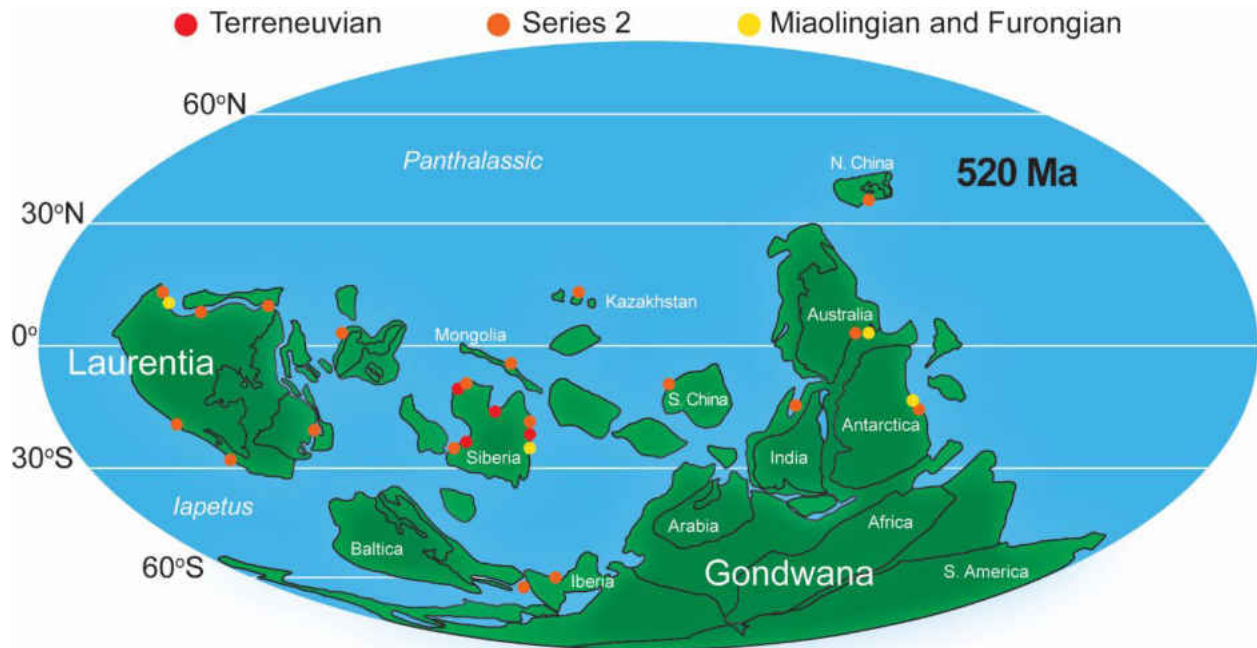 Terreneuvian Series 2 Miaolingian and Furongian
60°N
Panthalassic
N. China
520 Ma
30°N
Kazakhstan
Australia
Mongolia
0°
Laurentia
S. China
Antarctica
India
Siberia
30°S
Iapetus
Arabia
Africa
Baltica
60°S
Iberia
Gondwana
S. America